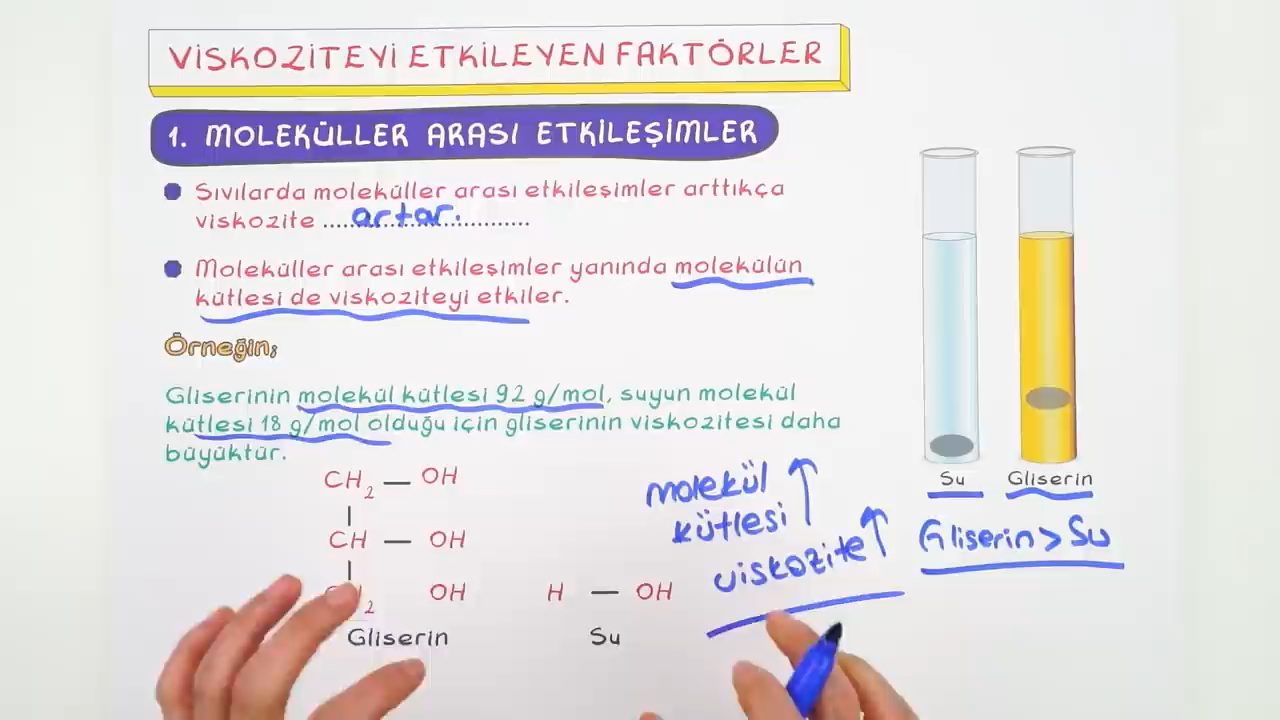 VİSKOZİTEYİ ETKİLEYEN FAKTÖRLER
1. MOLEKÜLLER ARASI ETKİLEŞİMLER
Sıvılarda moleküller arası etkileşimler arttıkça
viskozite ....artar.............
Moleküller arası etkileşimler yanında molekülün
kütlesi de viskoziteyi etkiler.
Örneğin;
Gliserinin molekül kütlesi 92 g/mol, suyun molekül
kütlesi 18 g/mol olduğu için gliserinin viskozitesi daha
büyüktür.
CH2 — OH
CH — OH
OH
H — OH
Gliserin
Su
molekül ↑
kütlesi
viskozite ↑
Su
Gliserin
Gliserin > Su